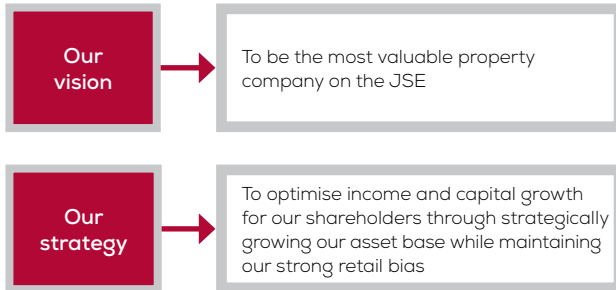 Our
vision
To be the most valuable property
company on the JSE
Our
strategy
To optimise income and capital growth
for our shareholders through strategically
growing our asset base while maintaining
our strong retail bias